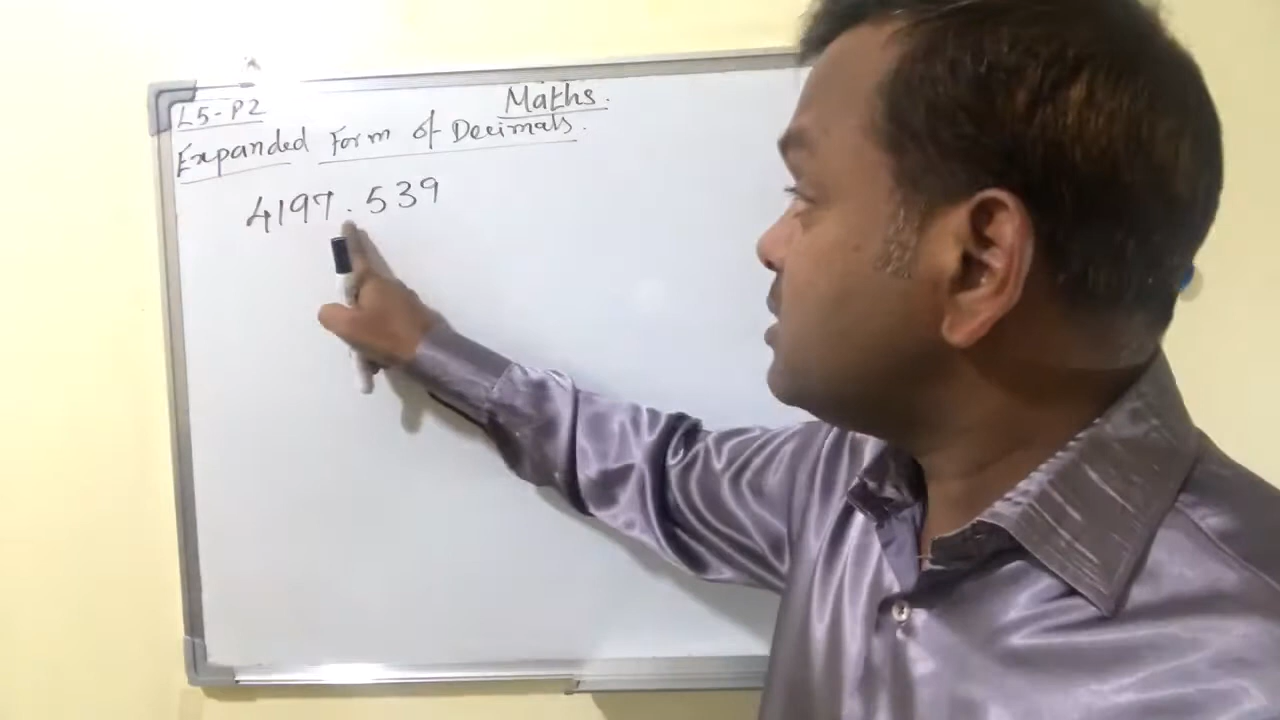 Maths.
L5-P2
Expanded Form of Decimals.
4197.539